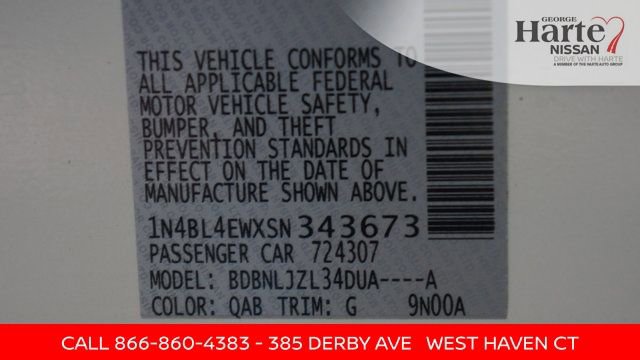 GEORGE
Harte
NISSAN
DRIVE WITH HARTE
A MEMBER OF THE HARTE AUTO GROUP
THIS VEHICLE CONFORMS TO
ALL APPLICABLE FEDERAL
MOTOR VEHICLE SAFETY,
BUMPER, AND THEFT
PREVENTION STANDARDS IN
EFFECT ON THE DATE OF
MANUFACTURE SHOWN ABOVE.
1N4BL4EWXSN343673
PASSENGER CAR 724307
MODEL: BDBNLJZL34DUA----A
COLOR: QAB TRIM: G 9N00A
CALL 866-860-4383 - 385 DERBY AVE WEST HAVEN CT